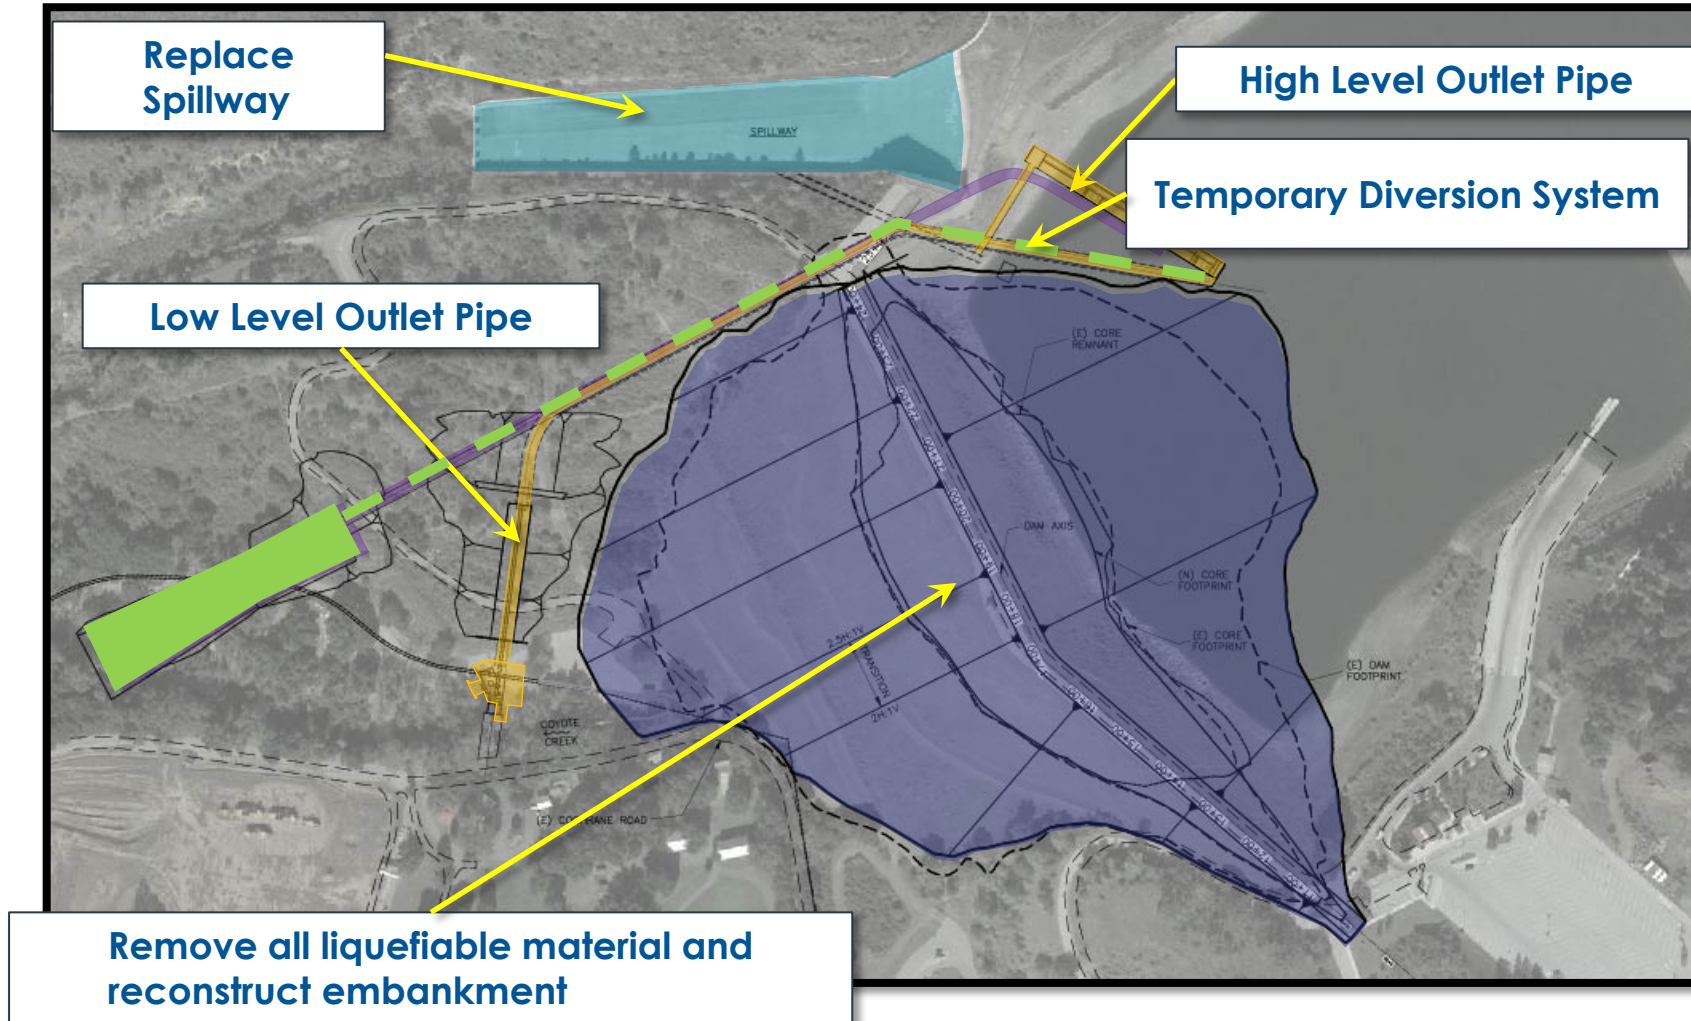 Replace
Spillway
High Level Outlet Pipe
SPILLWAY
Temporary Diversion System
Low Level Outlet Pipe
(E) CORE
REMNANT
DAM AXIS
(N) CORE
FOOTPRINT
(E) CORE
FOOTPRINT
(E) DAM
FOOTPRINT
2.5H:1V
TRANSITION
2H:1V
COYOTE
CREEK
(E) COCHRANE ROAD
Remove all liquefiable material and
reconstruct embankment